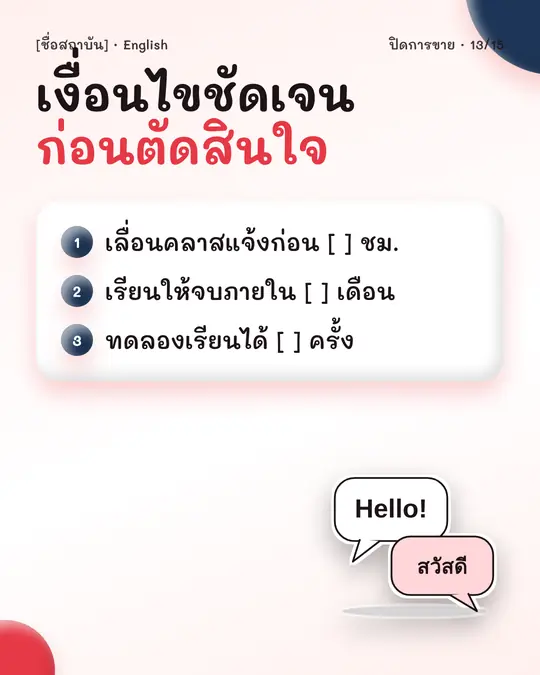 [ชื่อสถาบัน] · English
ปิดการขาย · 13/15
เงื่อนไขชัดเจน
ก่อนตัดสินใจ
1 เลื่อนคลาสแจ้งก่อน [ ] ชม.
2 เรียนให้จบภายใน [ ] เดือน
3 ทดลองเรียนได้ [ ] ครั้ง
Hello!
สวัสดี